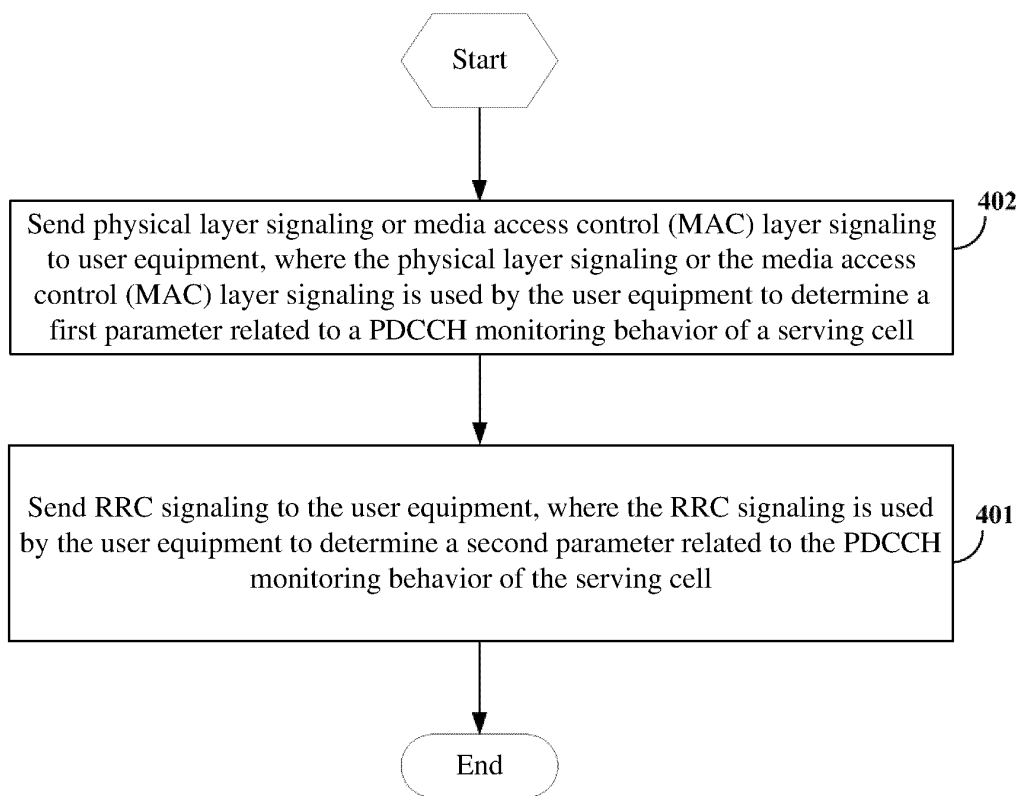 Start
402
Send physical layer signaling or media access control (MAC) layer signaling
to user equipment, where the physical layer signaling or the media access
control (MAC) layer signaling is used by the user equipment to determine a
first parameter related to a PDCCH monitoring behavior of a serving cell
401
Send RRC signaling to the user equipment, where the RRC signaling is used
by the user equipment to determine a second parameter related to the PDCCH
monitoring behavior of the serving cell
End